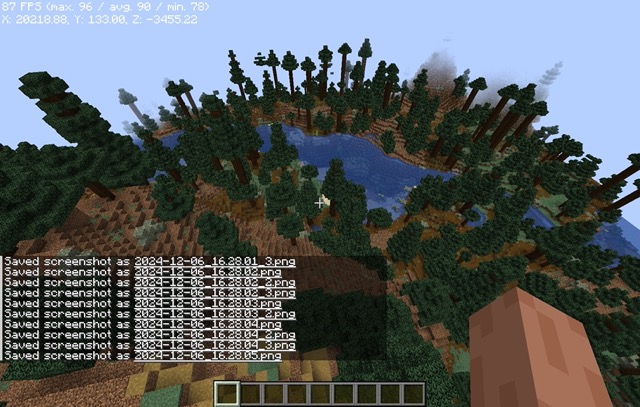 87 FPS (max. 96 / avg. 90 / min. 78)
X: 20218.88, Y: 133.00, Z: -3455.22
Saved screenshot as 2024-12-06_16.28.01_3.png
Saved screenshot as 2024-12-06_16.28.02.png
Saved screenshot as 2024-12-06_16.28.02_2.png
Saved screenshot as 2024-12-06_16.28.02_3.png
Saved screenshot as 2024-12-06_16.28.03.png
Saved screenshot as 2024-12-06_16.28.03_2.png
Saved screenshot as 2024-12-06_16.28.04.png
Saved screenshot as 2024-12-06_16.28.04_2.png
Saved screenshot as 2024-12-06_16.28.04_3.png
Saved screenshot as 2024-12-06_16.28.05.png